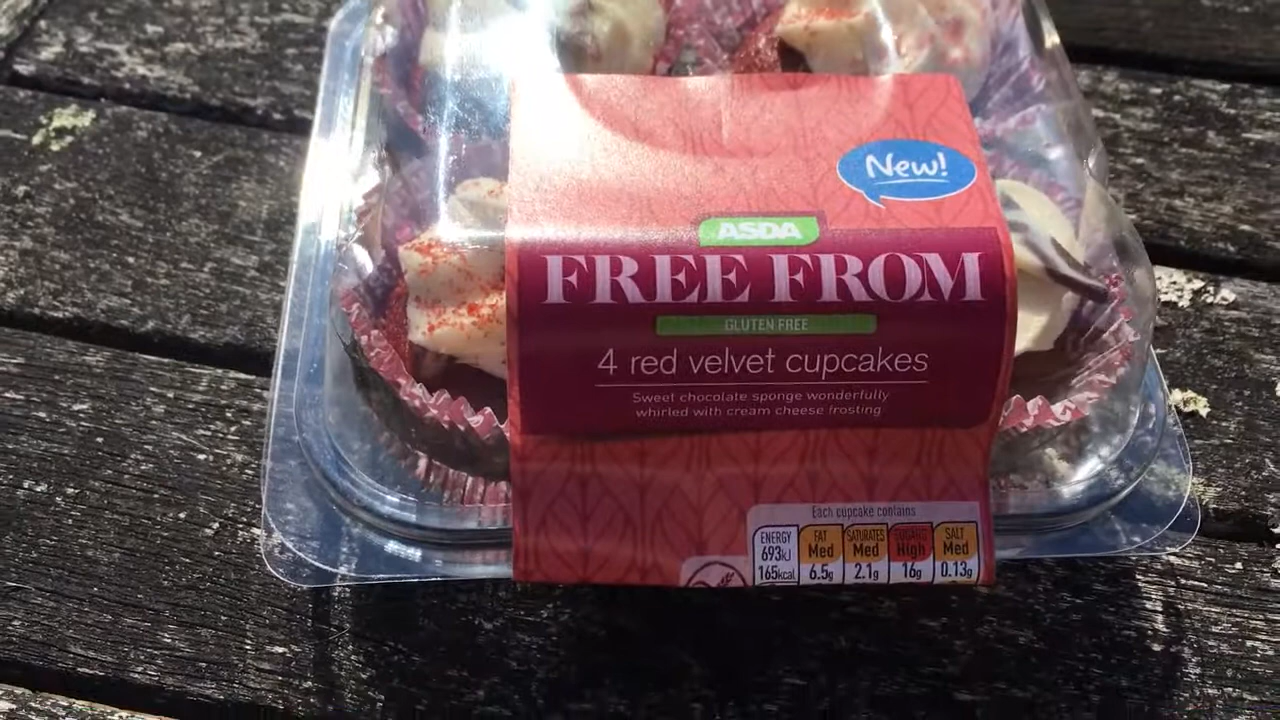 New!
ASDA
FREE FROM
GLUTEN FREE
4 red velvet cupcakes
Sweet chocolate sponge wonderfully
whirled with cream cheese frosting
Each cupcake contains
ENERGY FAT SATURATES SUGARS SALT
693kJ Med Med High Med
165kcal 6.5g 2.1g 16g 0.13g